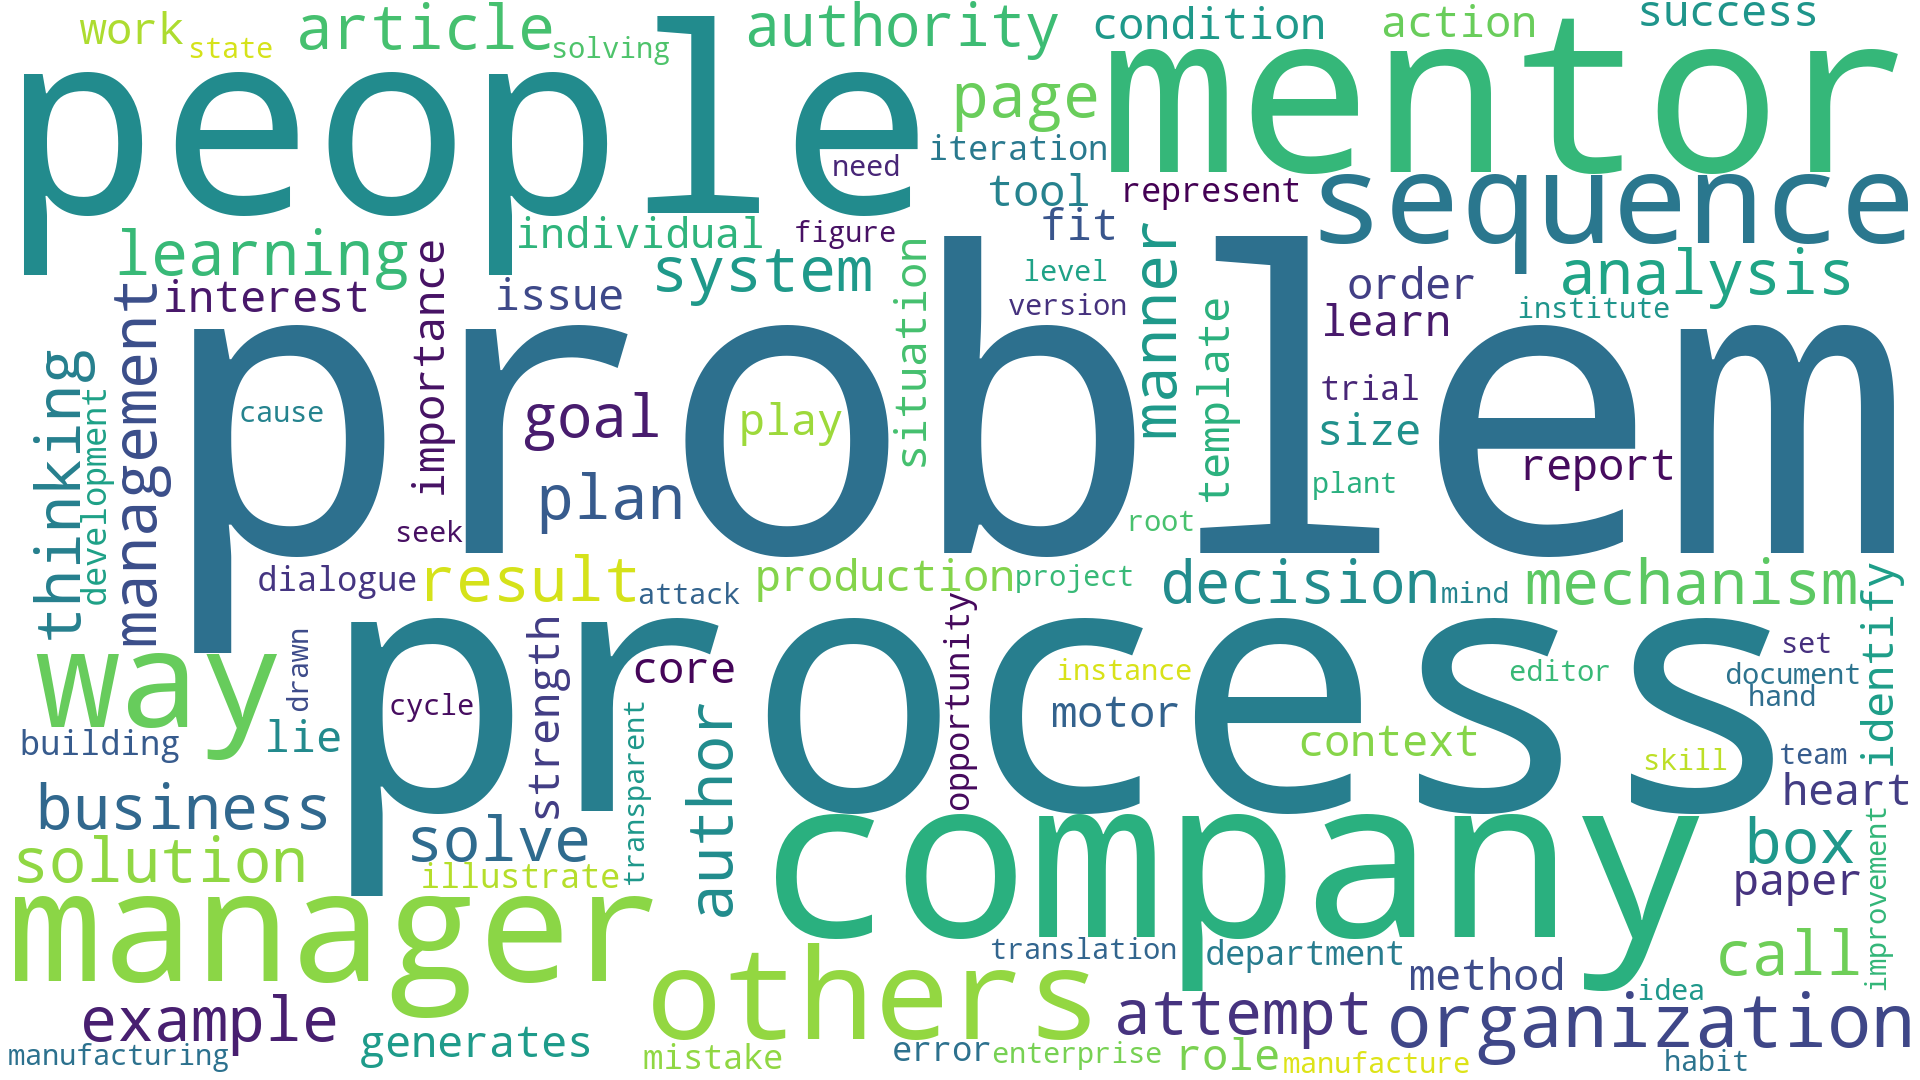 work
state
article
solving
authority
condition
action
success
people
mentor
page
iteration
need
tool
represent
sequence
learning
individual
figure
fit
system
manner
analysis
interest
importance
issue
situation
level
version
order
institute
learn
template
management
thinking
development
problem
cause
goal
play
trial
size
plan
report
plant
seek
root
dialogue
result
attack
production
project
decision
mind
mechanism
identify
process
way
drawn
cycle
strength
core
opportunity
instance
editor
set
document
hand
building
lie
transparent
author
motor
context
skill
team
heart
business
solve
company
box
improvement
solution
illustrate
paper
manager
others
translation
department
call
method
idea
example
generates
attempt
organization
manufacturing
mistake
error
enterprise
role
manufacture
habit